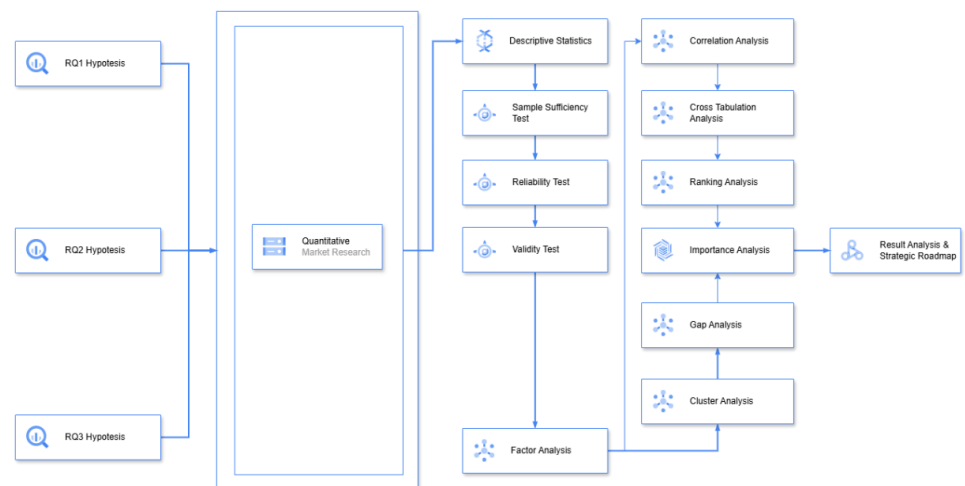 RQ1 Hypotesis
RQ2 Hypotesis
RQ3 Hypotesis
Quantitative
Market Research
Descriptive Statistics
Sample Sufficiency
Test
Reliability Test
Validity Test
Factor Analysis
Correlation Analysis
Cross Tabulation
Analysis
Ranking Analysis
Importance Analysis
Gap Analysis
Cluster Analysis
Result Analysis &
Strategic Roadmap